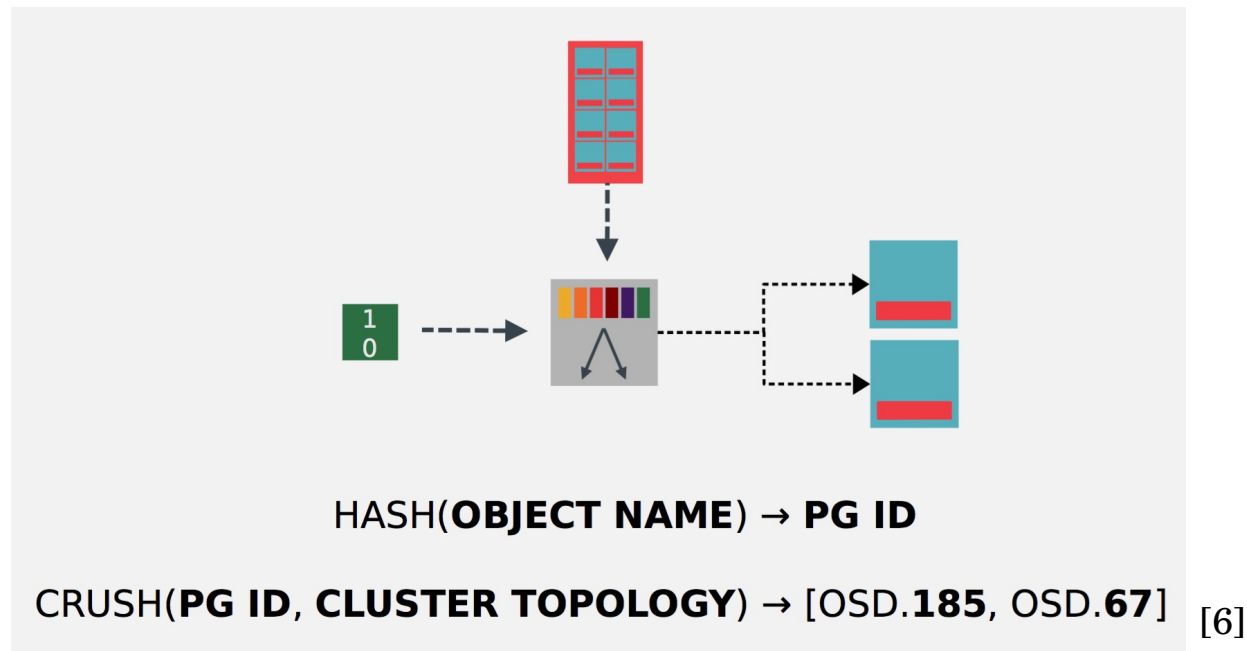 1
0
HASH(OBJECT NAME) → PG ID
CRUSH(PG ID, CLUSTER TOPOLOGY) → [OSD.185, OSD.67]
[6]